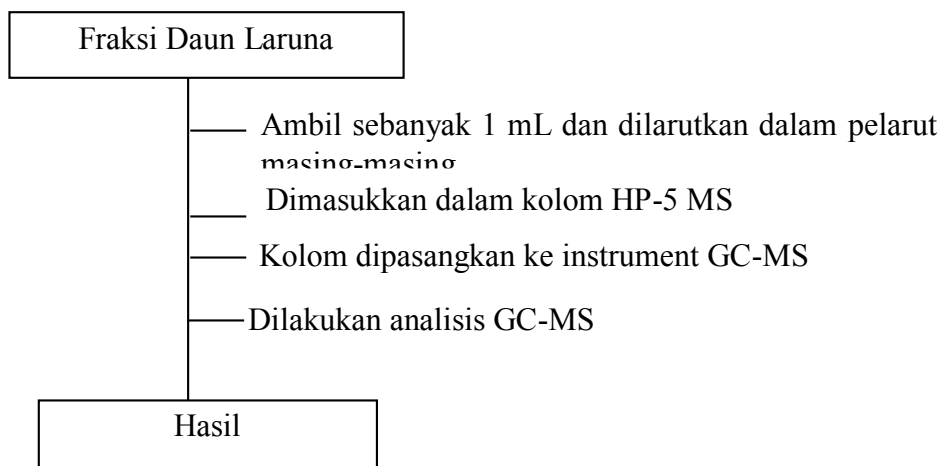 Fraksi Daun Laruna
Ambil sebanyak 1 mL dan dilarutkan dalam pelarut
masing-masing
Dimasukkan dalam kolom HP-5 MS
Kolom dipasangkan ke instrument GC-MS
Dilakukan analisis GC-MS
Hasil